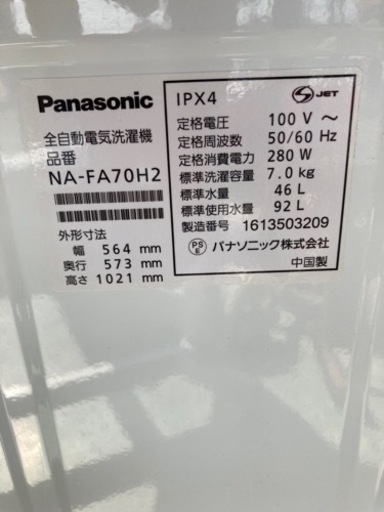 Panasonic
全自動電気洗濯機
品番
NA-FA70H2
外形寸法
幅 564 mm
奥行 573 mm
高さ 1021 mm
IPX4
S JET
定格電圧 100 V ~
定格周波数 50/60 Hz
定格消費電力 280 W
標準洗濯容量 7.0 kg
標準水量 46 L
標準使用水量 92 L
製造番号 1613503209
PSE パナソニック株式会社
中国製